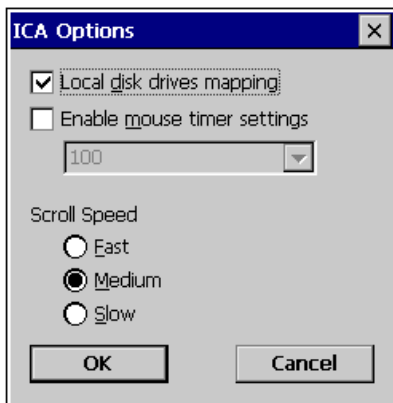 ICA Options
Local disk drives mapping
Enable mouse timer settings
100
Scroll Speed
Fast
Medium
Slow
OK Cancel